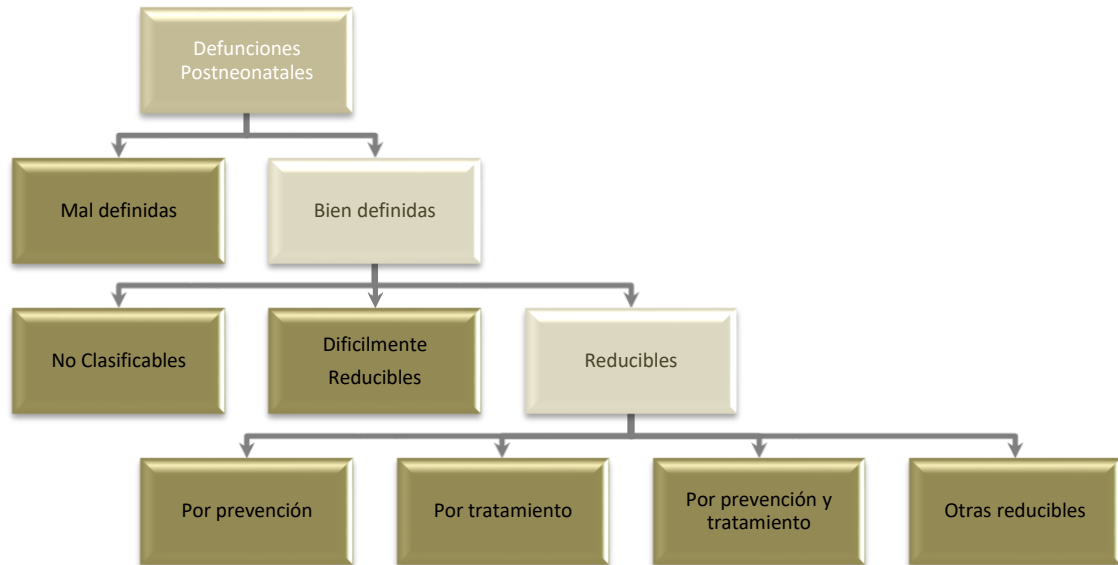 Defunciones
Postneonatales
Mal definidas
Bien definidas
No Clasificables
Dificilmente
Reducibles
Reducibles
Por prevención
Por tratamiento
Por prevención y
tratamiento
Otras reducibles